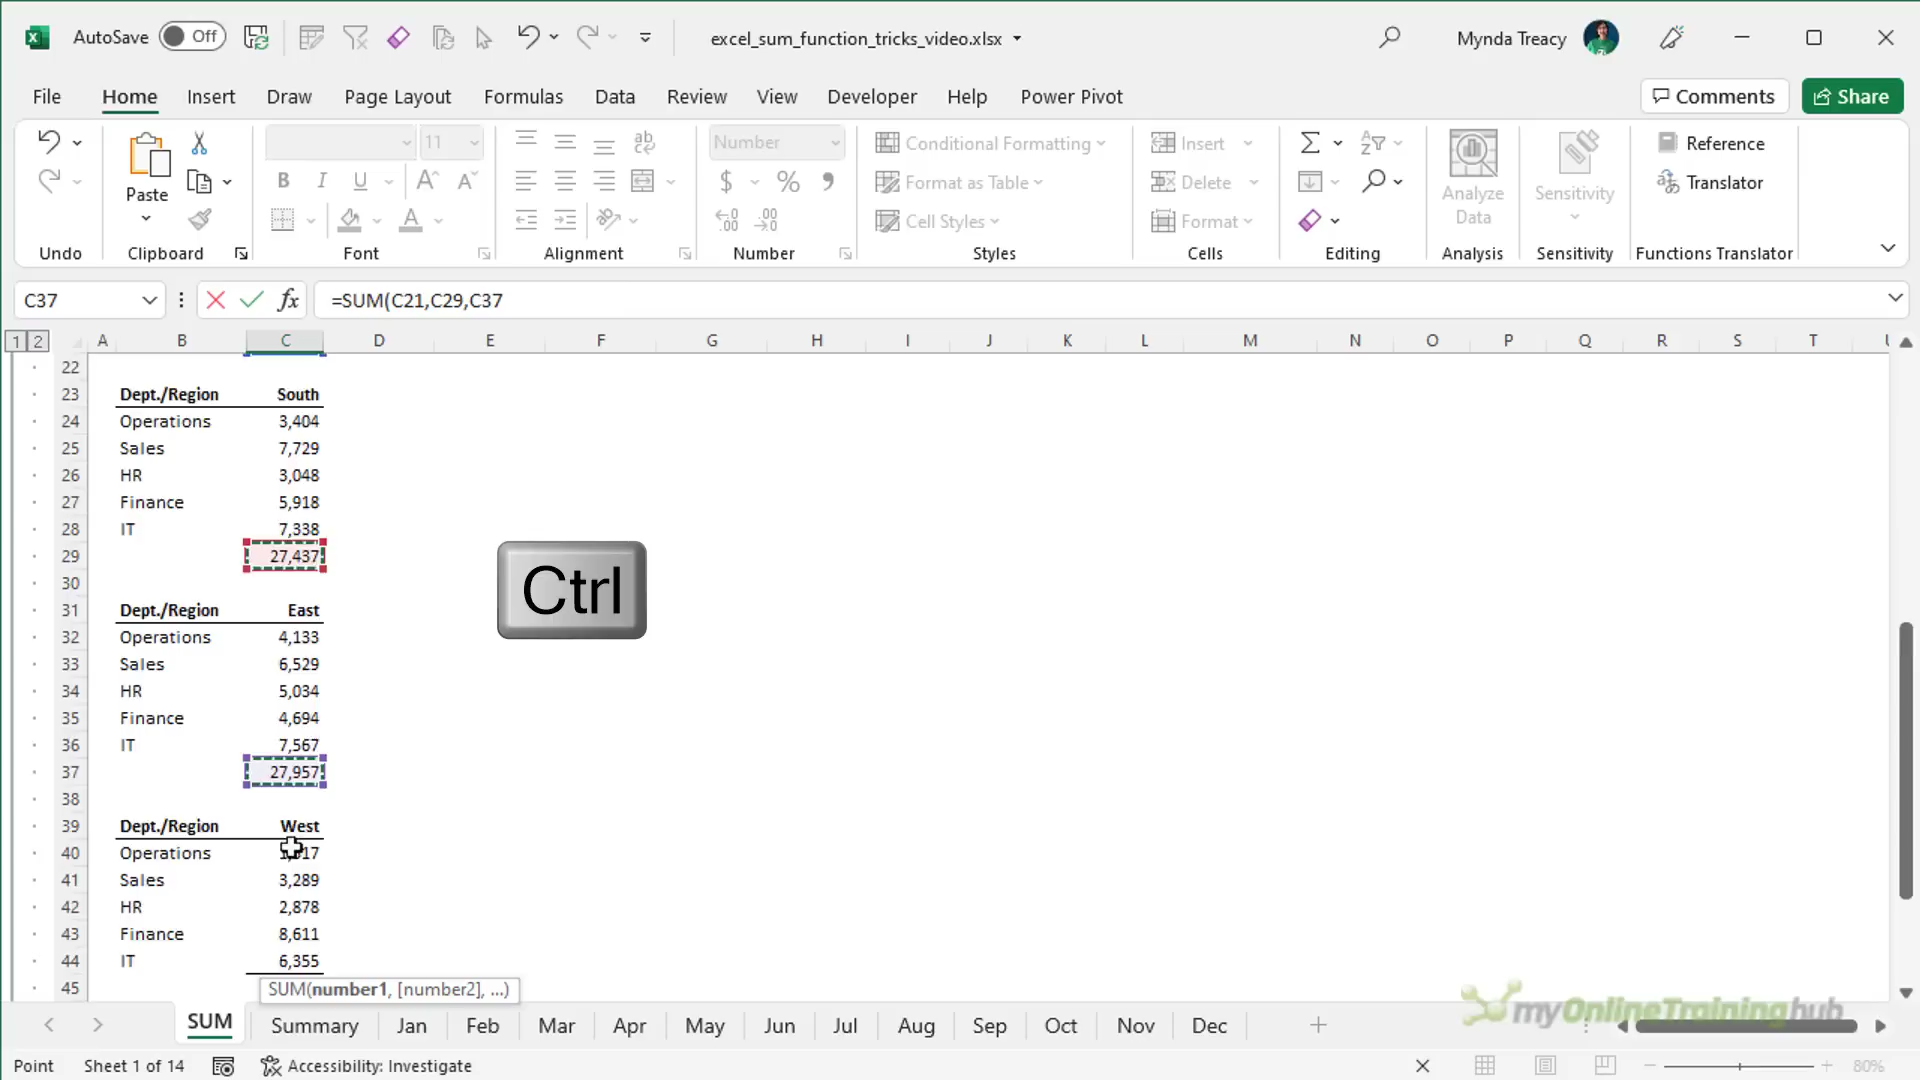 AutoSave Off excel_sum_function_tricks_video.xlsx Mynda Treacy
File Home Insert Draw Page Layout Formulas Data Review View Developer Help Power Pivot Comments Share
11 Number Conditional Formatting Insert Reference
Paste B I U A A $ % Format as Table Delete Analyze Data Sensitivity Translator
A Cell Styles Format
Undo Clipboard Font Alignment Number Styles Cells Editing Analysis Sensitivity Functions Translator
C37 fx =SUM(C21,C29,C37
1 2 A B C D E F G H I J K L M N O P Q R S T
22
23 Dept./Region South
24 Operations 3,404
25 Sales 7,729
26 HR 3,048
27 Finance 5,918
28 IT 7,338
29 27,437
30
Ctrl
31 Dept./Region East
32 Operations 4,133
33 Sales 6,529
34 HR 5,034
35 Finance 4,694
36 IT 7,567
37 27,957
38
39 Dept./Region West
40 Operations
41 Sales 3,289
42 HR 2,878
43 Finance 8,611
44 IT 6,355
45 SUM(number1, [number2], ...)
myOnlineTraininghub
SUM Summary Jan Feb Mar Apr May Jun Jul Aug Sep Oct Nov Dec
Point Sheet 1 of 14 Accessibility: Investigate 80%